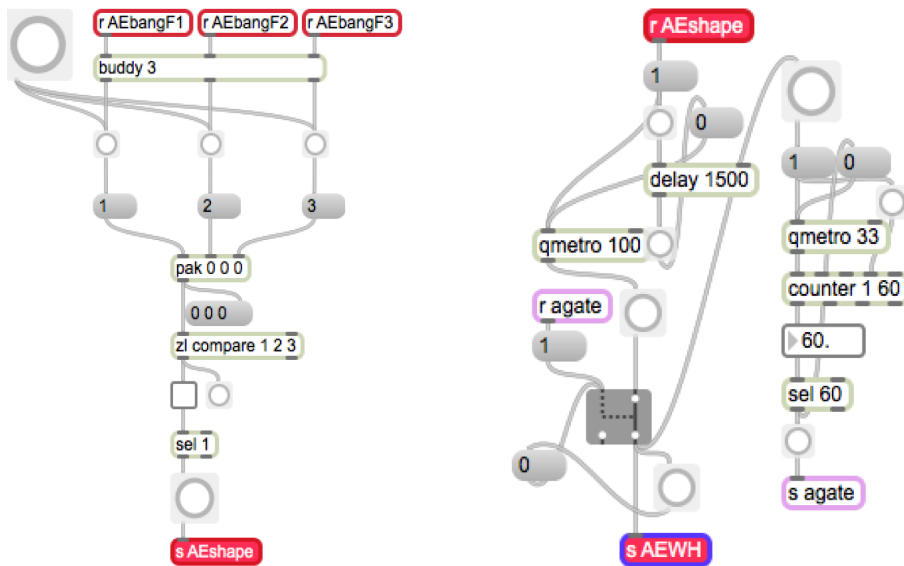 r AEbangF1
r AEbangF2
r AEbangF3
buddy 3
1
2
3
pak 0 0 0
0 0 0
zl compare 1 2 3
sel 1
s AEshape
r AEshape
1
0
delay 1500
qmetro 100
r agate
1
0
s AEWH
1
0
qmetro 33
counter 1 60
60.
sel 60
s agate